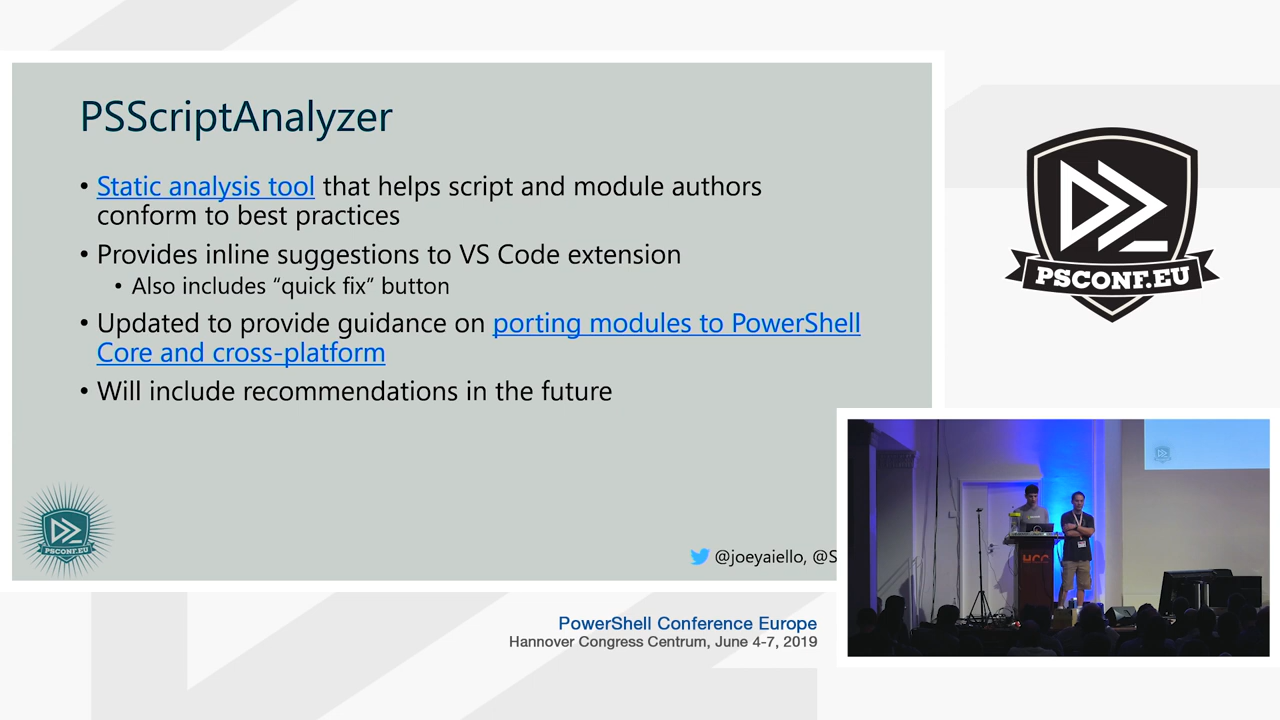 PSScriptAnalyzer
• Static analysis tool that helps script and module authors
conform to best practices
• Provides inline suggestions to VS Code extension
• Also includes “quick fix” button
• Updated to provide guidance on porting modules to PowerShell
Core and cross-platform
• Will include recommendations in the future
PSCONF.EU
@joeyaiello, @S
PSCONF.EU
HCC
PowerShell Conference Europe
Hannover Congress Centrum, June 4-7, 2019